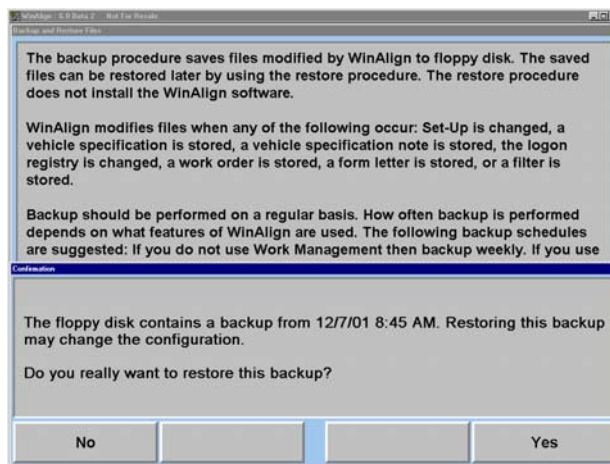 WinAlign : 6.0 Beta 2 Not For Resale
Backup and Restore Files
The backup procedure saves files modified by WinAlign to floppy disk. The saved
files can be restored later by using the restore procedure. The restore procedure
does not install the WinAlign software.
WinAlign modifies files when any of the following occur: Set-Up is changed, a
vehicle specification is stored, a vehicle specification note is stored, the logon
registry is changed, a work order is stored, a form letter is stored, or a filter is
stored.
Backup should be performed on a regular basis. How often backup is performed
depends on what features of WinAlign are used. The following backup schedules
are suggested: If you do not use Work Management then backup weekly. If you use
Confirmation
The floppy disk contains a backup from 12/7/01 8:45 AM. Restoring this backup
may change the configuration.
Do you really want to restore this backup?
No
Yes